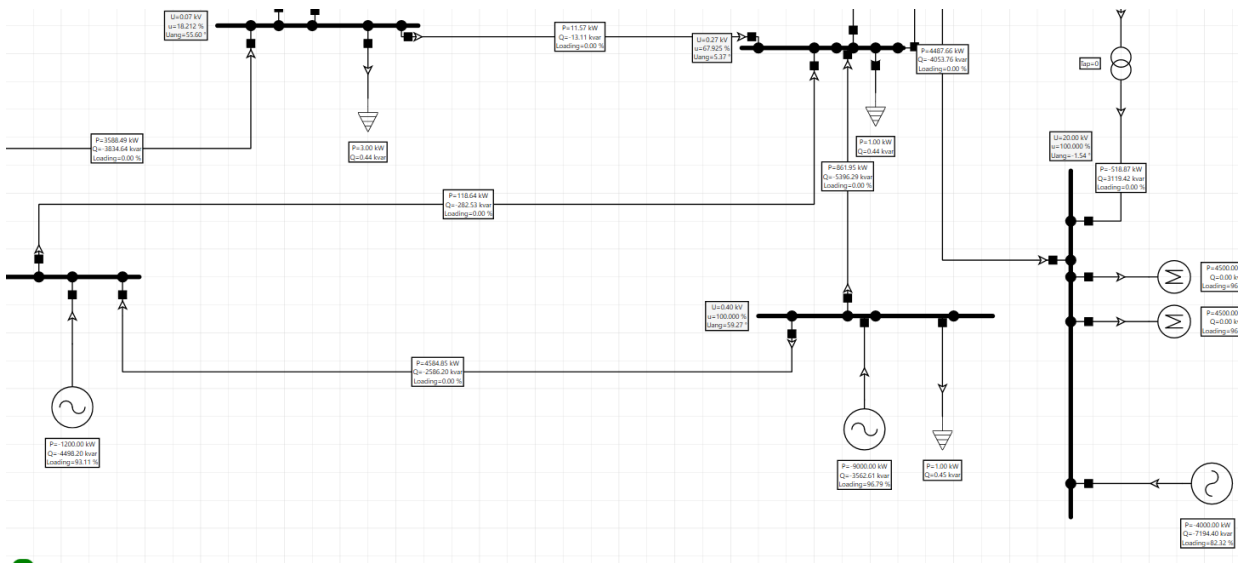 U=0.07 kV
u=18.212 %
Uang=55.60 °
P=11.57 kW
Q=-13.11 kvar
Loading=0.00 %
U=0.27 kV
u=67.925 %
Uang=5.37 °
P=4487.66 kW
Q=-4053.76 kvar
Loading=0.00 %
Tap=0
P=3588.49 kW
Q=-3834.64 kvar
Loading=0.00 %
P=3.00 kW
Q=0.44 kvar
P=1.00 kW
Q=0.44 kvar
U=20.00 kV
u=100.000 %
Uang=-1.54 °
P=861.95 kW
Q=-5396.29 kvar
Loading=0.00 %
P=-518.87 kW
Q=3119.42 kvar
Loading=0.00 %
P=118.64 kW
Q=-282.53 kvar
Loading=0.00 %
P=4500.00
Q=0.00 kv
Loading=96
M
U=0.40 kV
u=100.000 %
Uang=59.27 °
P=4500.00
Q=0.00 kv
Loading=96
M
P=4584.85 kW
Q=-2586.20 kvar
Loading=0.00 %
P=-1200.00 kW
Q=-4498.20 kvar
Loading=93.11 %
P=-9000.00 kW
Q=-3562.61 kvar
Loading=96.79 %
P=1.00 kW
Q=0.45 kvar
P=-4000.00 kW
Q=-7194.40 kvar
Loading=82.32 %